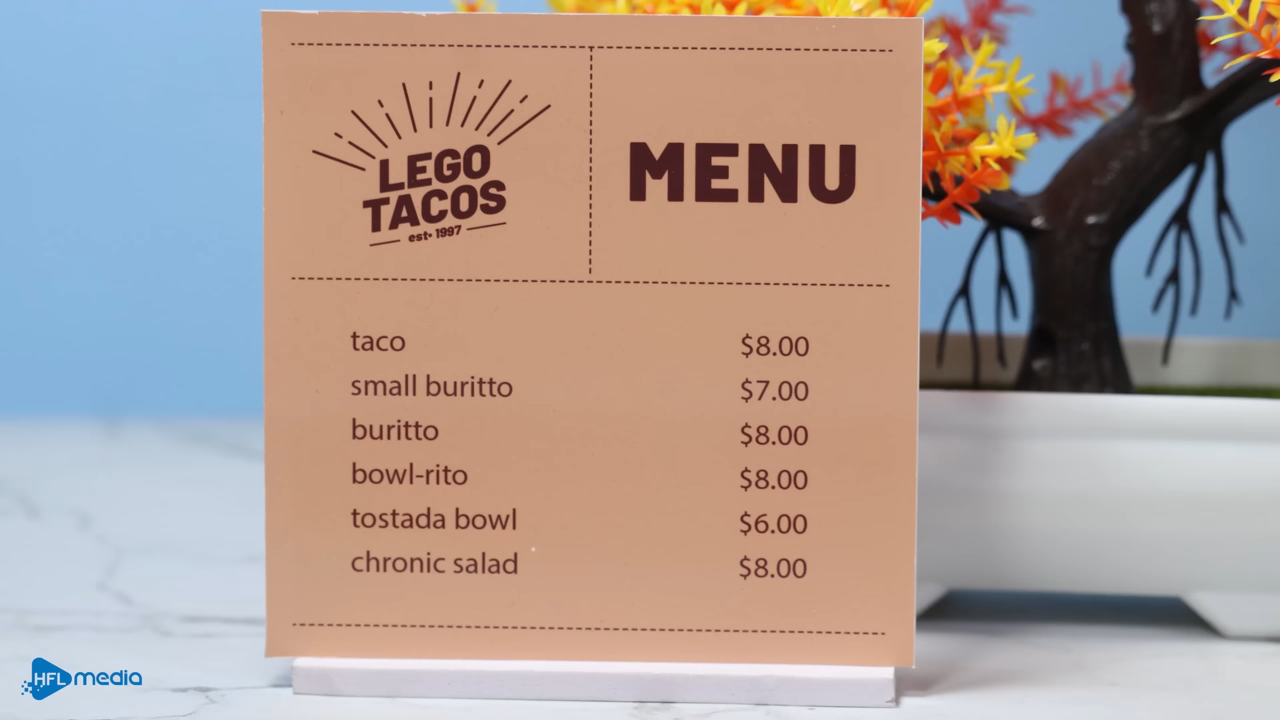 LEGO
TACOS
est• 1997
MENU
taco $8.00
small buritto $7.00
buritto $8.00
bowl-rito $8.00
tostada bowl $6.00
chronic salad $8.00
HFL media